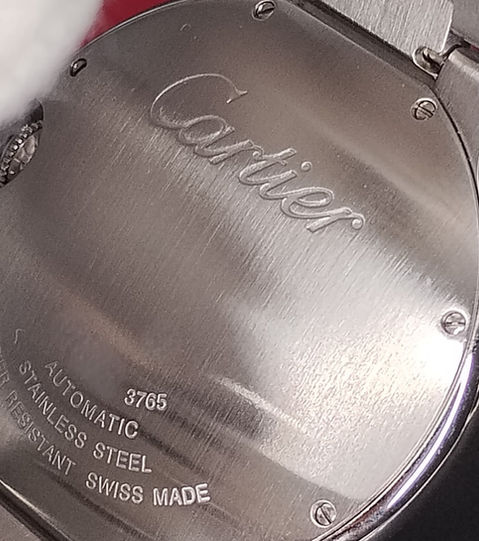 Cartier
3765
AUTOMATIC
STAINLESS STEEL
RESISTANT SWISS MADE